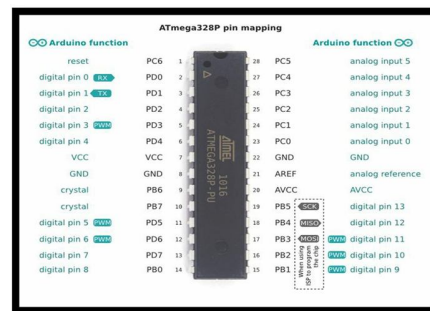 ATmega328P pin mapping
Arduino function
Arduino function
reset PC6 1 28 PC5 analog input 5
digital pin 0 RX PD0 2 27 PC4 analog input 4
digital pin 1 TX PD1 3 26 PC3 analog input 3
digital pin 2 PD2 4 25 PC2 analog input 2
digital pin 3 PWM PD3 5 24 PC1 analog input 1
digital pin 4 PD4 6 23 PC0 analog input 0
VCC VCC 7 22 GND GND
GND GND 8 21 AREF analog reference
crystal PB6 9 20 AVCC AVCC
crystal PB7 10 19 PB5 SCK digital pin 13
digital pin 5 PWM PD5 11 18 PB4 MISO digital pin 12
digital pin 6 PWM PD6 12 17 PB3 MOSI PWM digital pin 11
digital pin 7 PD7 13 16 PB2 PWM digital pin 10
digital pin 8 PB0 14 15 PB1 PWM digital pin 9
When using
ISP to program
the chip
ATMEL 1016
ATMEGA328P-PU